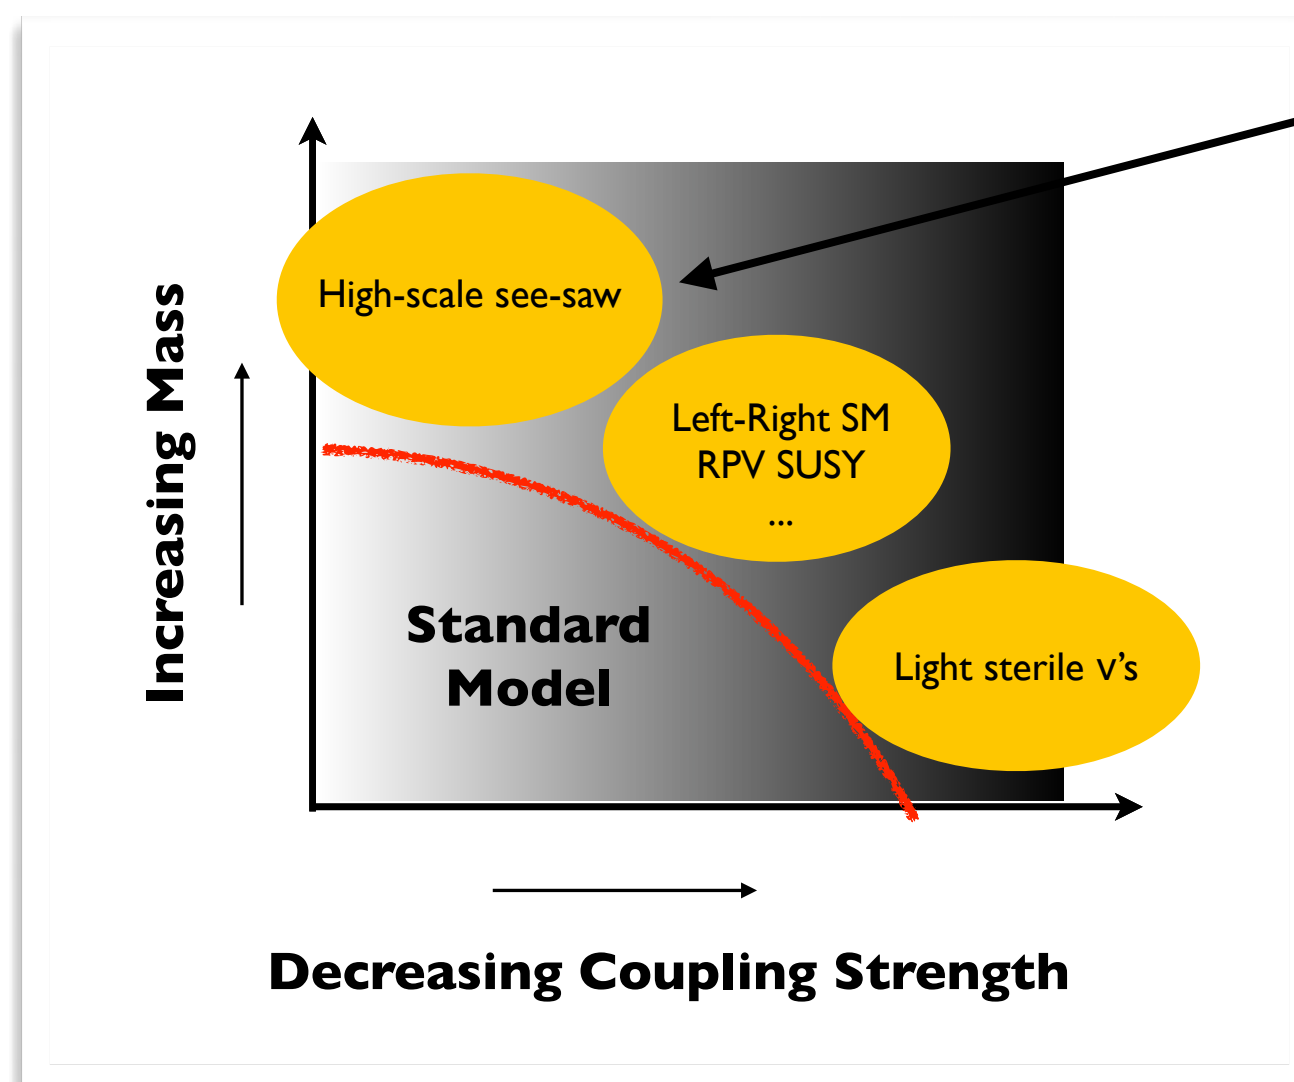 High-scale see-saw
Left-Right SM
RPV SUSY
...
Standard
Model
Light sterile ν's
Increasing Mass
Decreasing Coupling Strength